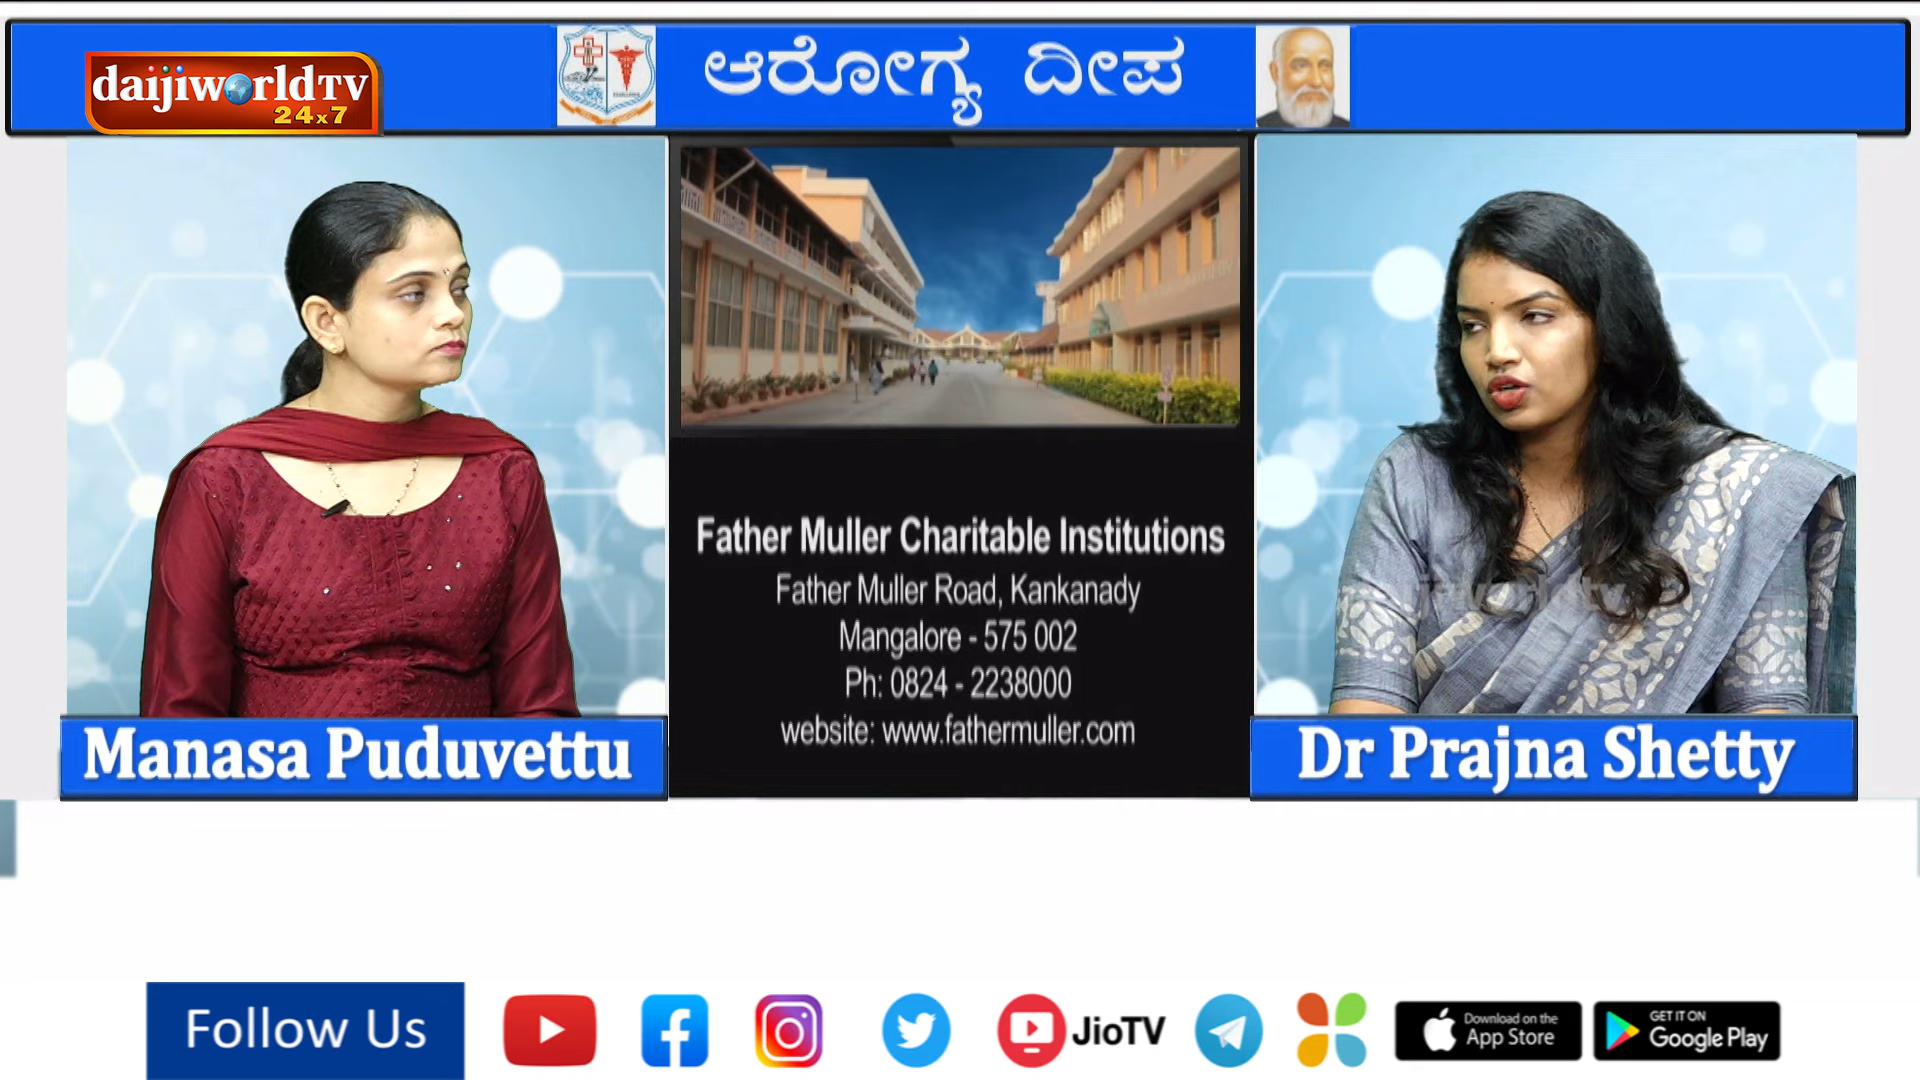 daijiworldTV
24x7
ಆರೋಗ್ಯ ದೀಪ
Father Muller Charitable Institutions
Father Muller Road, Kankanady
Mangalore - 575 002
Ph: 0824 - 2238000
website: www.fathermuller.com
Manasa Puduvettu
Dr Prajna Shetty
Follow Us
JioTV
Download on the
App Store
GET IT ON
Google Play